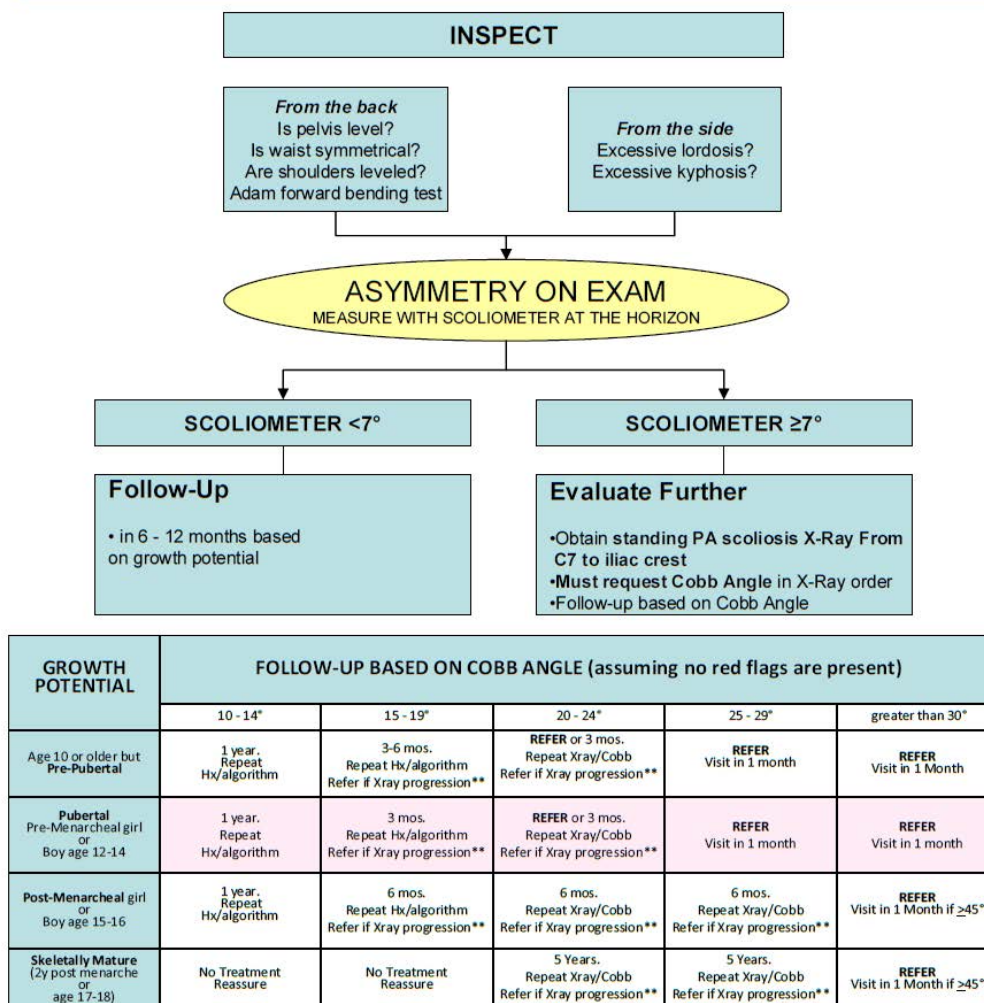 INSPECT
From the back
Is pelvis level?
Is waist symmetrical?
Are shoulders leveled?
Adam forward bending test
From the side
Excessive lordosis?
Excessive kyphosis?
ASYMMETRY ON EXAM
MEASURE WITH SCOLIOMETER AT THE HORIZON
SCOLIOMETER <7°
SCOLIOMETER ≥7°
Follow-Up
• in 6 - 12 months based
on growth potential
Evaluate Further
•Obtain standing PA scoliosis X-Ray From
C7 to iliac crest
•Must request Cobb Angle in X-Ray order
•Follow-up based on Cobb Angle
GROWTH
POTENTIAL
FOLLOW-UP BASED ON COBB ANGLE (assuming no red flags are present)
10 - 14°
15 - 19°
20 - 24°
25 - 29°
greater than 30°
Age 10 or older but
Pre-Pubertal
1 year.
Repeat
Hx/algorithm
3-6 mos.
Repeat Hx/algorithm
Refer if Xray progression**
REFER or 3 mos.
Repeat Xray/Cobb
Refer if Xray progression**
REFER
Visit in 1 month
REFER
Visit in 1 Month
Pubertal
Pre-Menarcheal girl
or
Boy age 12-14
1 year.
Repeat
Hx/algorithm
3 mos.
Repeat Hx/algorithm
Refer if Xray progression**
REFER or 3 mos.
Repeat Xray/Cobb
Refer if Xray progression**
REFER
Visit in 1 month
REFER
Visit in 1 month
Post-Menarcheal girl
or
Boy age 15-16
1 year.
Repeat
Hx/algorithm
6 mos.
Repeat Hx/algorithm
Refer if Xray progression**
6 mos.
Repeat Xray/Cobb
Refer if Xray progression**
6 mos.
Repeat Xray/Cobb
Refer if Xray progression**
REFER
Visit in 1 Month if ≥45°
Skeletally Mature
(2y post menarche
or
age 17-18)
No Treatment
Reassure
No Treatment
Reassure
5 Years.
Repeat Xray/Cobb
Refer if Xray progression**
5 Years.
Repeat Xray/Cobb
Refer if Xray progression**
REFER
Visit in 1 Month if ≥45°